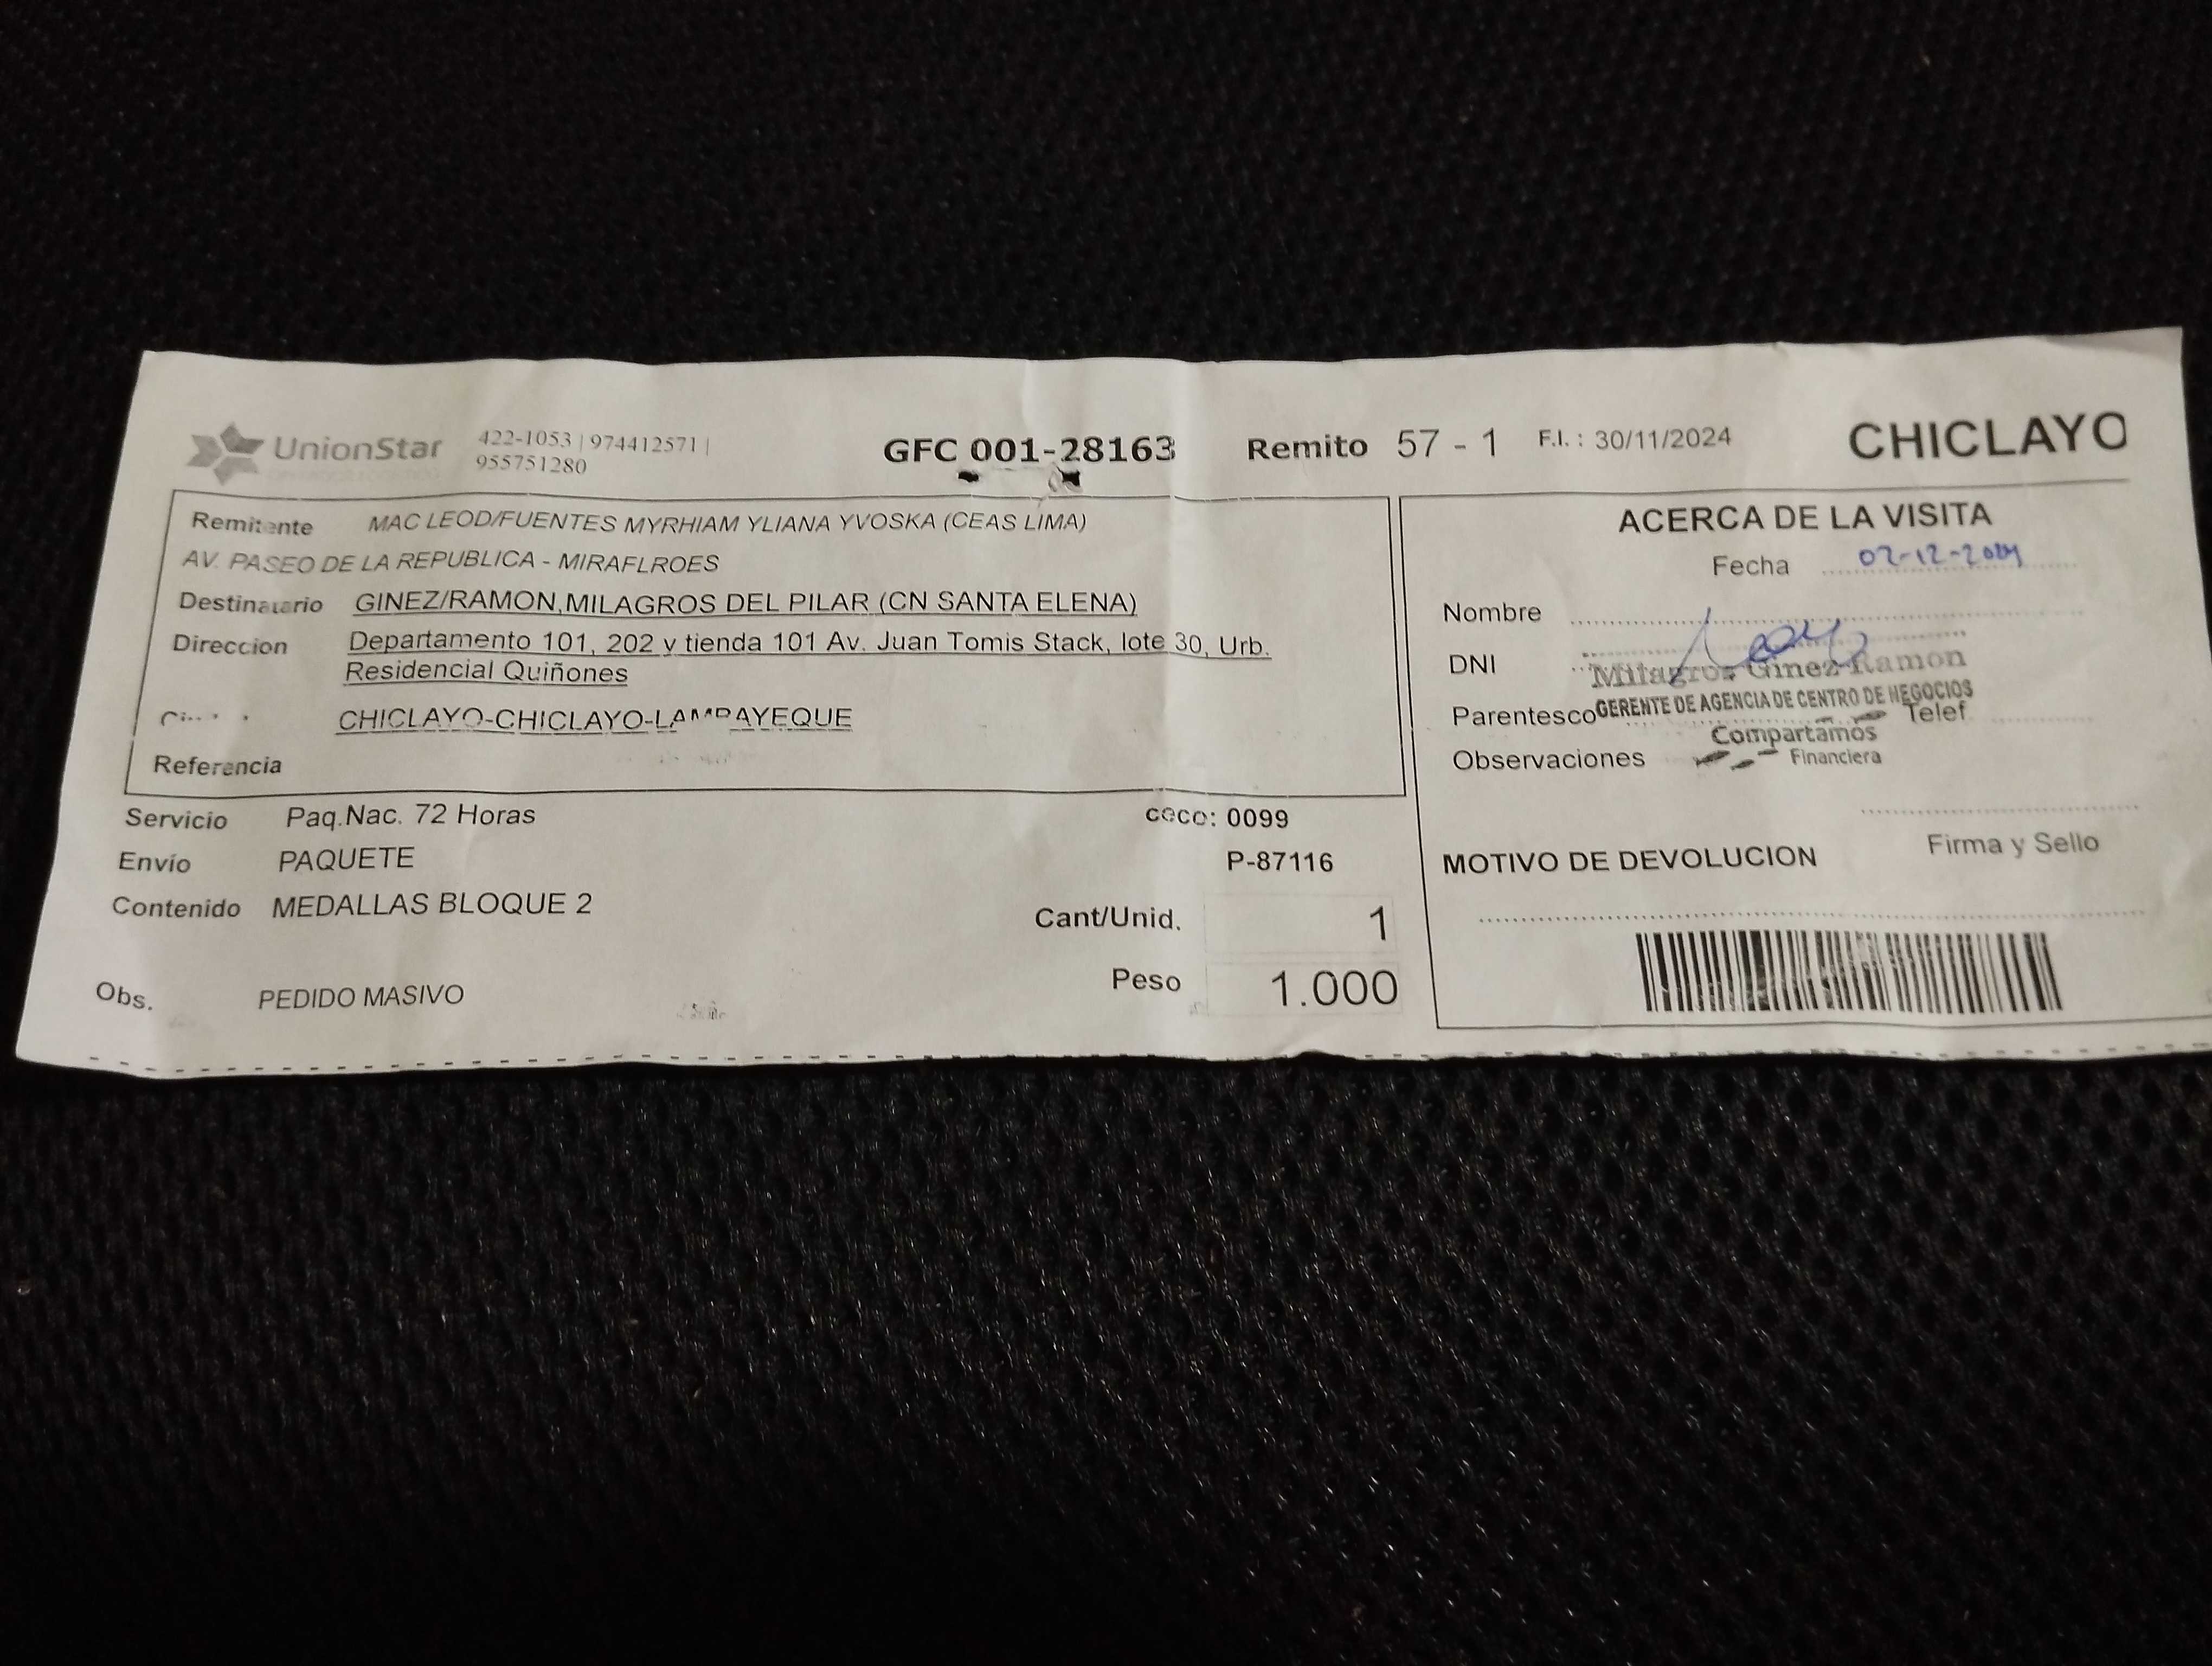 UnionStar
422-1053 | 974412571 |
955751280
GFC 001-28163
Remito 57 - 1
F.I. : 30/11/2024
CHICLAYO
Remitente MAC LEOD/FUENTES MYRHIAM YLIANA YVOSKA (CEAS LIMA)
AV. PASEO DE LA REPUBLICA - MIRAFLROES
Destinatario GINEZ/RAMON,MILAGROS DEL PILAR (CN SANTA ELENA)
Direccion Departamento 101, 202 y tienda 101 Av. Juan Tomis Stack, lote 30, Urb.
Residencial Quiñones
CHICLAYO-CHICLAYO-LAMBAYEQUE
Referencia
Servicio Paq.Nac. 72 Horas
ceco: 0099
Envío PAQUETE
P-87116
Contenido MEDALLAS BLOQUE 2
Cant/Unid. 1
Peso 1.000
Obs. PEDIDO MASIVO
ACERCA DE LA VISITA
Fecha 02-12-2024
Nombre
DNI
Milagros Ginez Ramon
Parentesco GERENTE DE AGENCIA DE CENTRO DE NEGOCIOS
Telef
Compartamos
Observaciones
Financiera
Firma y Sello
MOTIVO DE DEVOLUCION